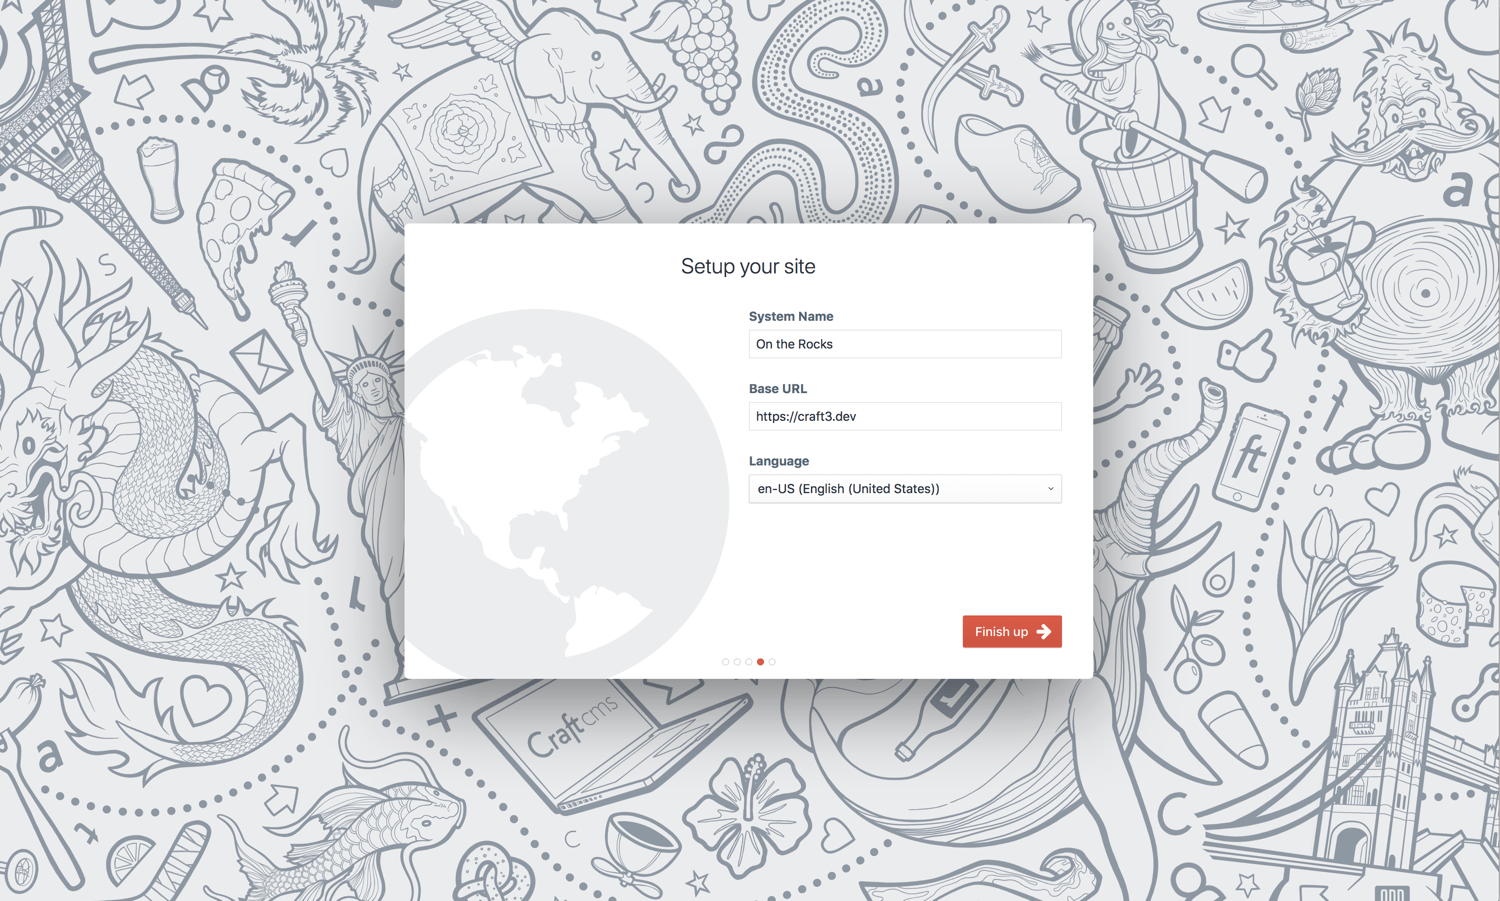 Setup your site
System Name
On the Rocks
Base URL
https://craft3.dev
Language
en-US (English (United States))
Finish up
a
a
S
ft
S
a
Craft cms
C
C